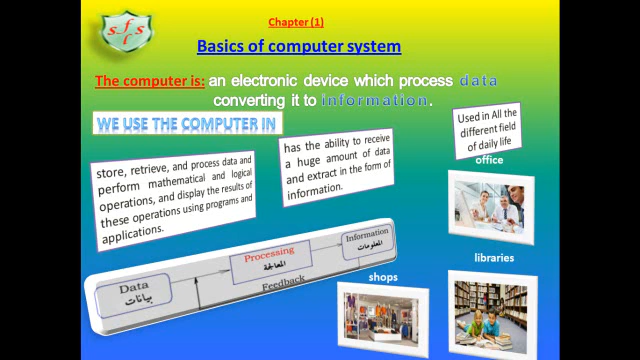 s f s
f
Chapter (1)
Basics of computer system
The computer is: an electronic device which process data
converting it to information.
WE USE THE COMPUTER IN
store, retrieve, and process data and
perform mathematical and logical
operations, and display the results of
these operations using programs and
applications.
has the ability to receive
a huge amount of data
and extract in the form of
information.
Used in All the
different field
of daily life
office
libraries
shops
Data
بيانات
Processing
المعالجة
Information
المعلومات
Feedback